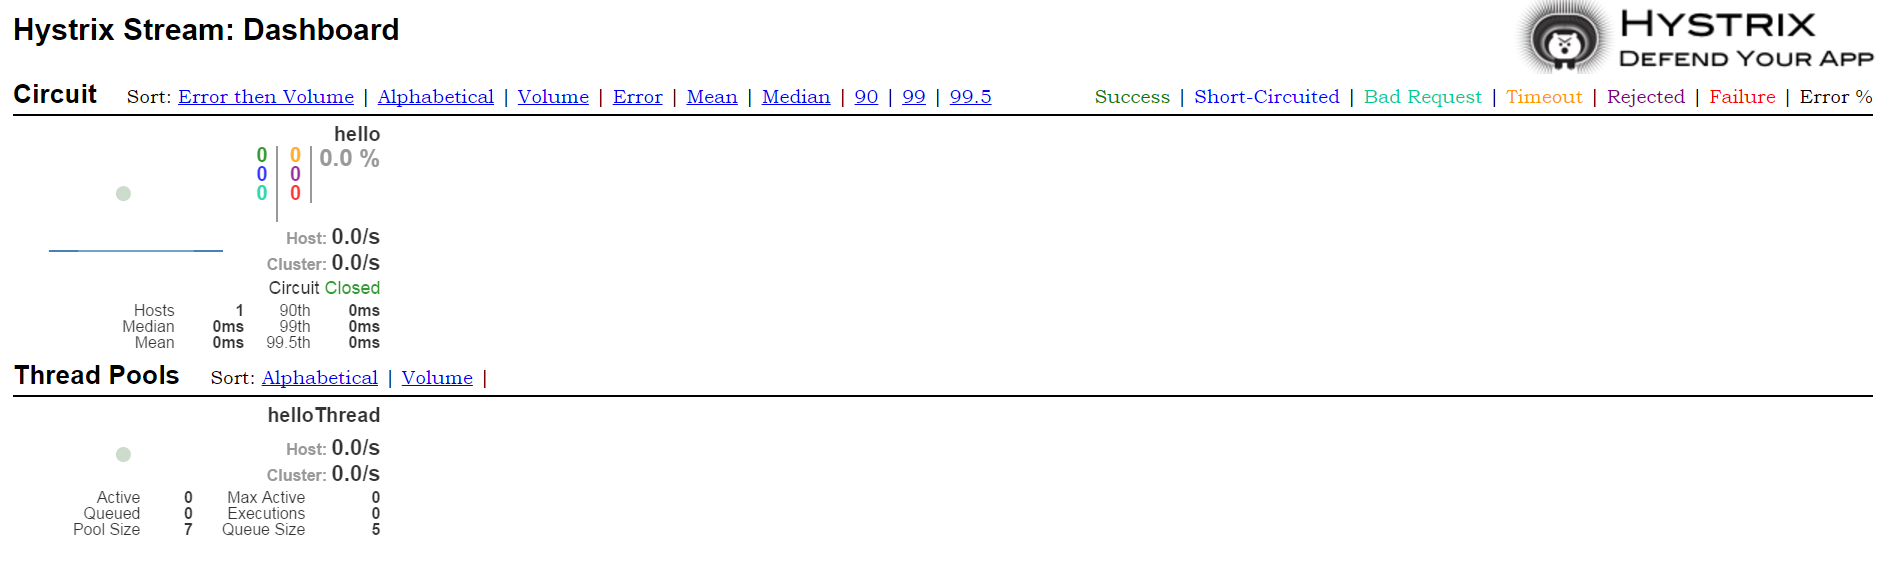 Hystrix Stream: Dashboard
HYSTRIX
DEFEND YOUR APP
Circuit Sort: Error then Volume | Alphabetical | Volume | Error | Mean | Median | 90 | 99 | 99.5
Success | Short-Circuited | Bad Request | Timeout | Rejected | Failure | Error %
hello
0 0 0.0 %
0 0
0 0
Host: 0.0/s
Cluster: 0.0/s
Circuit Closed
Hosts 1 90th 0ms
Median 0ms 99th 0ms
Mean 0ms 99.5th 0ms
Thread Pools Sort: Alphabetical | Volume |
helloThread
Host: 0.0/s
Cluster: 0.0/s
Active 0 Max Active 0
Queued 0 Executions 0
Pool Size 7 Queue Size 5